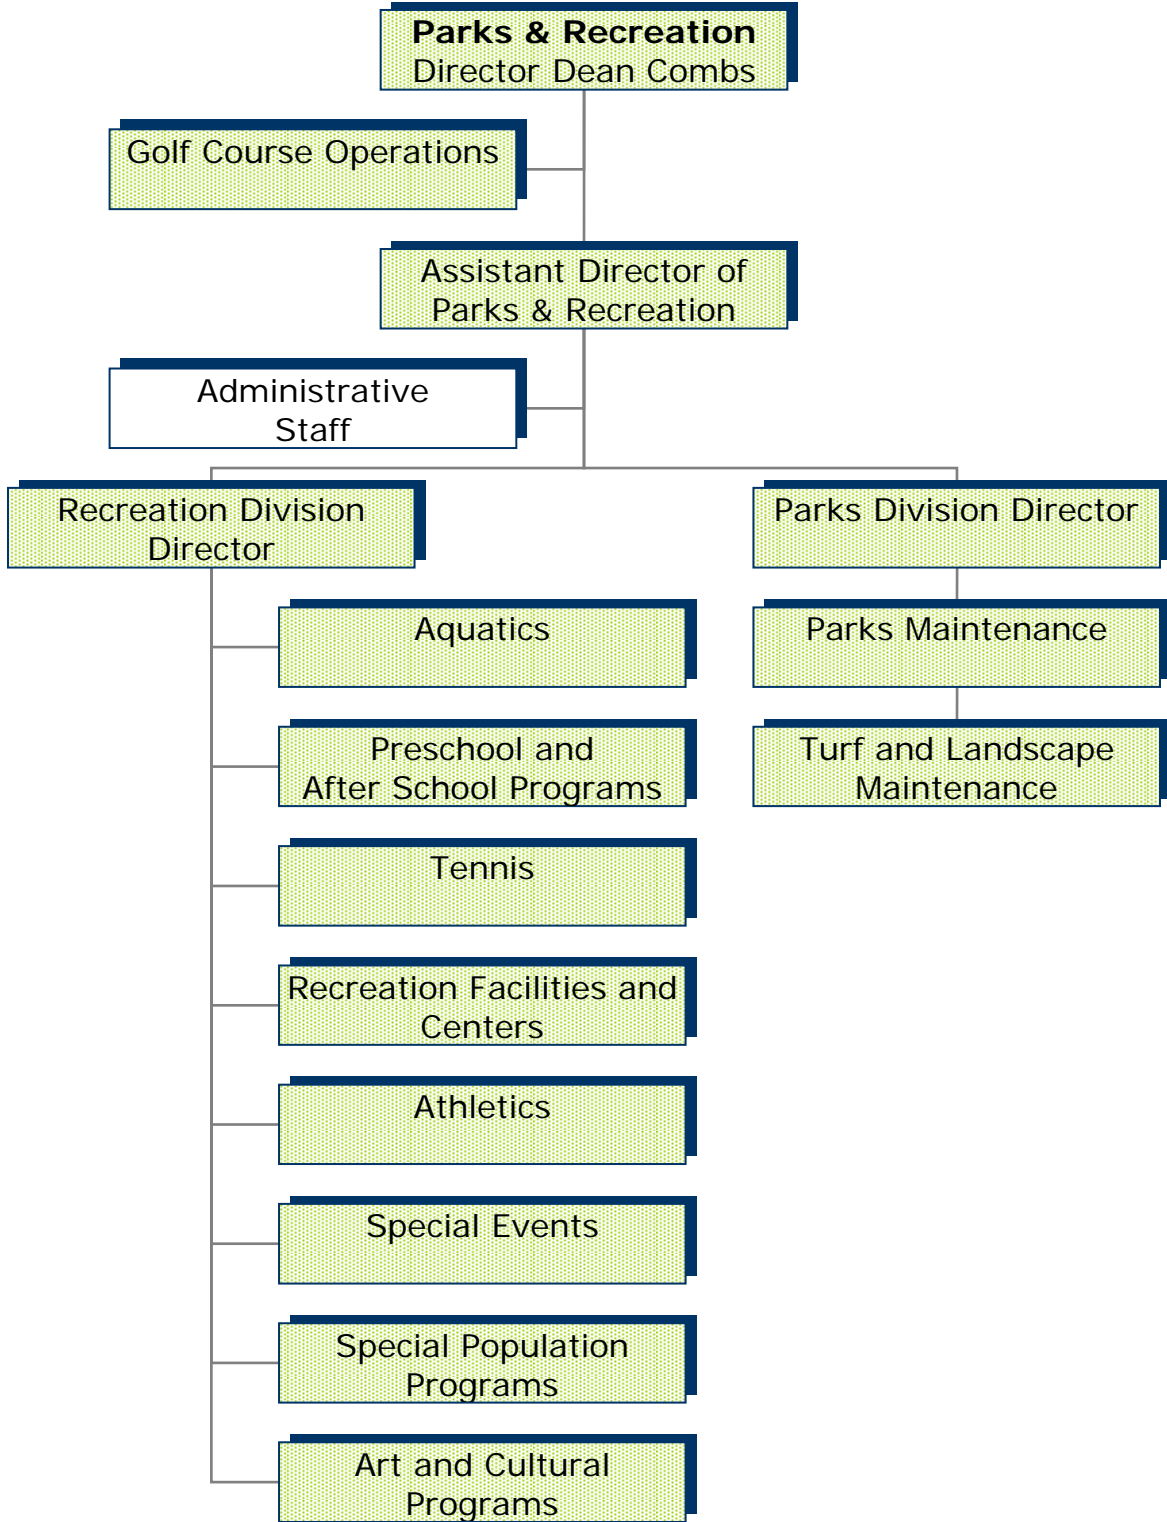 Parks & Recreation
Director Dean Combs
Golf Course Operations
Assistant Director of
Parks & Recreation
Administrative
Staff
Recreation Division
Director
Parks Division Director
Aquatics
Parks Maintenance
Preschool and
After School Programs
Turf and Landscape
Maintenance
Tennis
Recreation Facilities and
Centers
Athletics
Special Events
Special Population
Programs
Art and Cultural
Programs